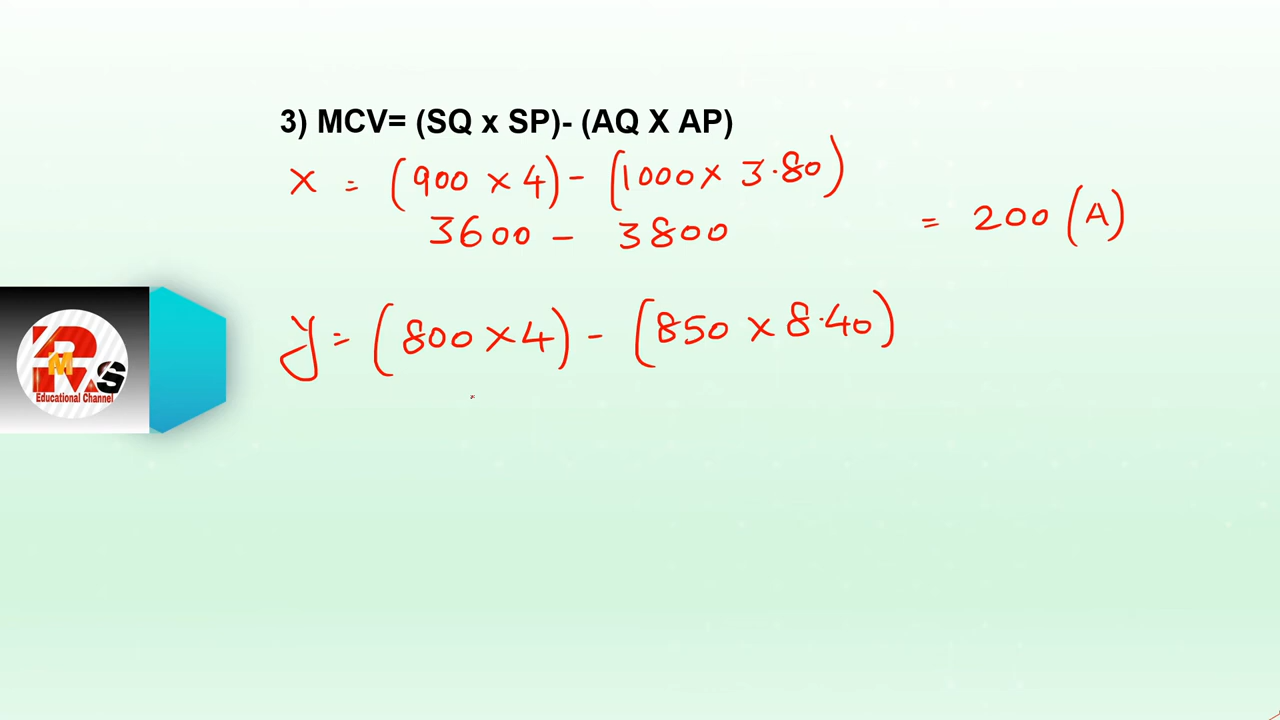 3) MCV= (SQ x SP)- (AQ X AP)
x = (900 × 4) - (1000 × 3.80)
3600 - 3800 = 200 (A)
y = (800 × 4) - (850 × 8.40)
RMS
Educational Channel